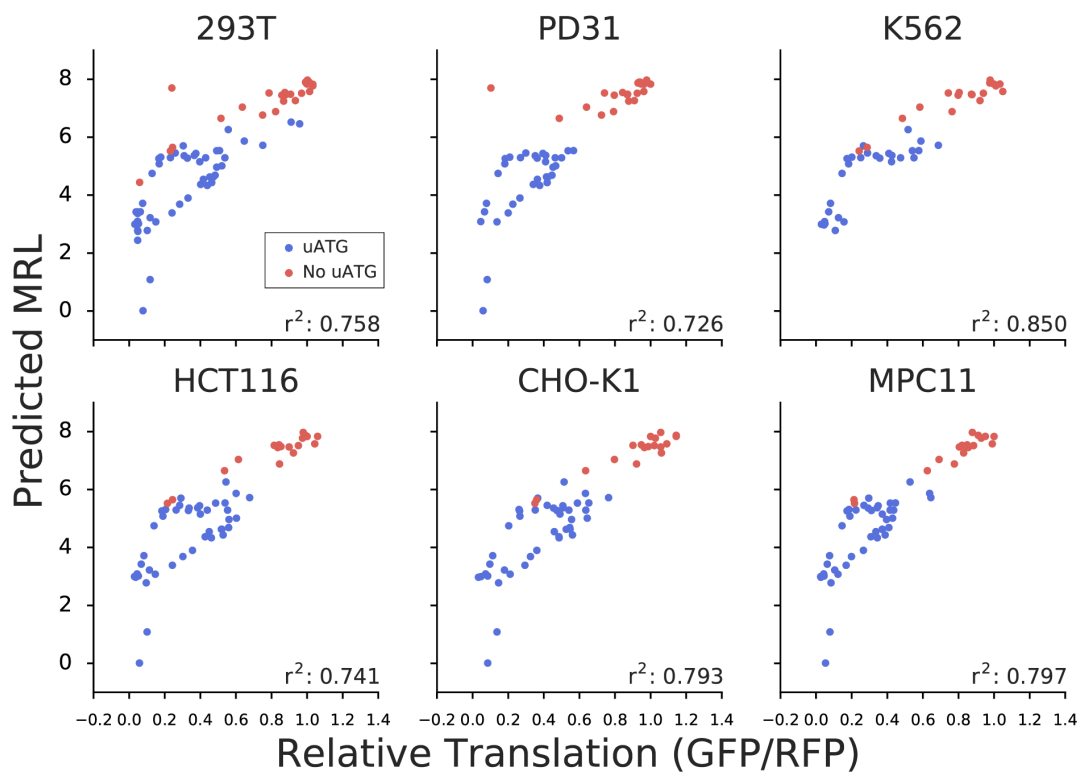 293T PD31 K562
Predicted MRL
8
6
4
2
0
uATG
No uATG
r²: 0.758 r²: 0.726 r²: 0.850
HCT116 CHO-K1 MPC11
8
6
4
2
0
r²: 0.741 r²: 0.793 r²: 0.797
−0.2 0.0 0.2 0.4 0.6 0.8 1.0 1.2 1.4 −0.2 0.0 0.2 0.4 0.6 0.8 1.0 1.2 1.4 −0.2 0.0 0.2 0.4 0.6 0.8 1.0 1.2 1.4
Relative Translation (GFP/RFP)